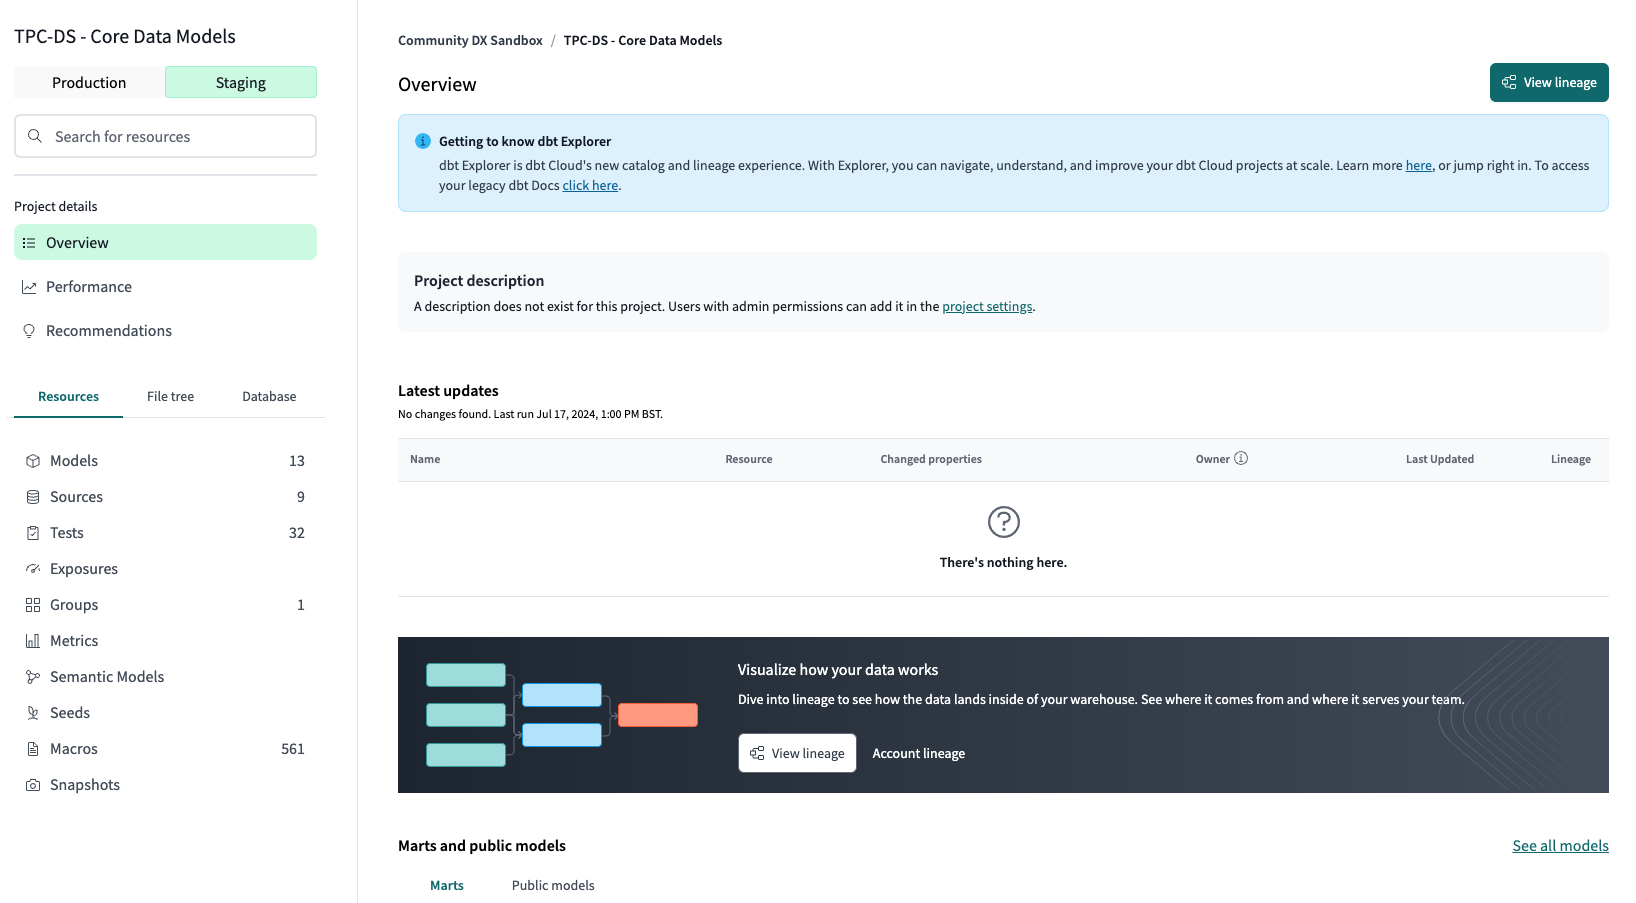 TPC-DS - Core Data Models
Production
Staging
Search for resources
Project details
Overview
Performance
Recommendations
Resources
File tree
Database
Models 13
Sources 9
Tests 32
Exposures
Groups 1
Metrics
Semantic Models
Seeds
Macros 561
Snapshots
Community DX Sandbox / TPC-DS - Core Data Models
Overview
View lineage
Getting to know dbt Explorer
dbt Explorer is dbt Cloud's new catalog and lineage experience. With Explorer, you can navigate, understand, and improve your dbt Cloud projects at scale. Learn more here, or jump right in. To access
your legacy dbt Docs click here.
Project description
A description does not exist for this project. Users with admin permissions can add it in the project settings.
Latest updates
No changes found. Last run Jul 17, 2024, 1:00 PM BST.
Name Resource Changed properties Owner Last Updated Lineage
There's nothing here.
Visualize how your data works
Dive into lineage to see how the data lands inside of your warehouse. See where it comes from and where it serves your team.
View lineage
Account lineage
Marts and public models
See all models
Marts
Public models